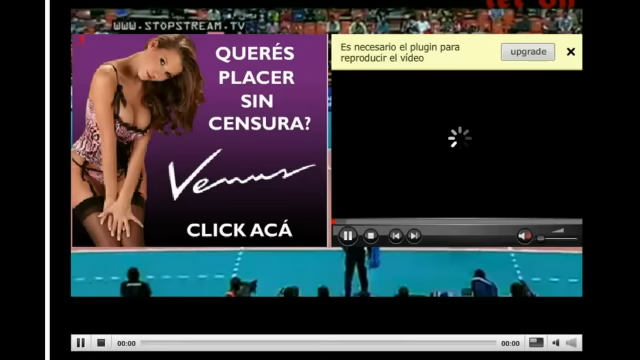 WWW.STOPSTREAM.TV
QUERÉS
PLACER
SIN
CENSURA?
Venus
CLICK ACÁ
Es necesario el plugin para
reproducir el vídeo
upgrade
00:00
00:00